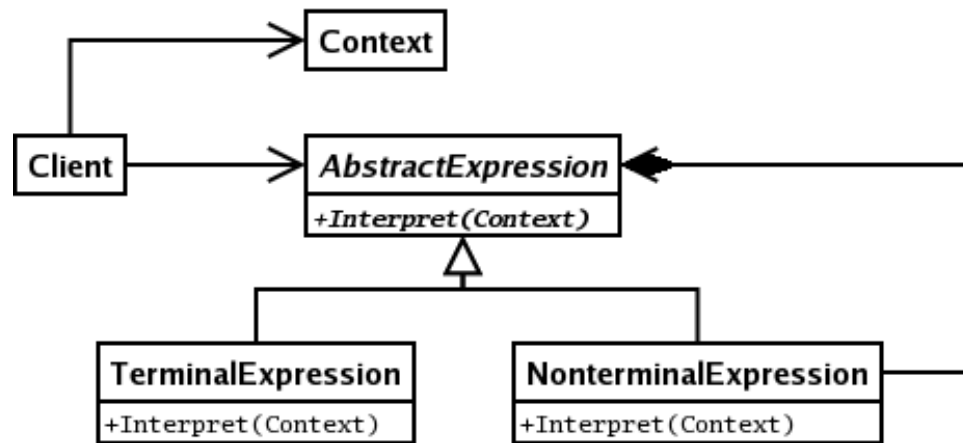 Context
Client
AbstractExpression
+Interpret(Context)
TerminalExpression
+Interpret(Context)
NonterminalExpression
+Interpret(Context)